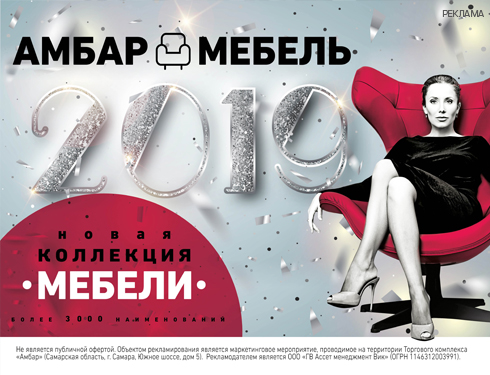 РЕКЛАМА
АМБАР МЕБЕЛЬ
2019
новая
КОЛЛЕКЦИЯ
•МЕБЕЛИ•
БОЛЕЕ 3000 НАИМЕНОВАНИЙ
Не является публичной офертой. Объектом рекламирования является маркетинговое мероприятие, проводимое на территории Торгового комплекса
«Амбар» (Самарская область, г. Самара, Южное шоссе, дом 5). Рекламодателем является ООО «ГВ Ассет менеджмент Вик» (ОГРН 1146312003991).